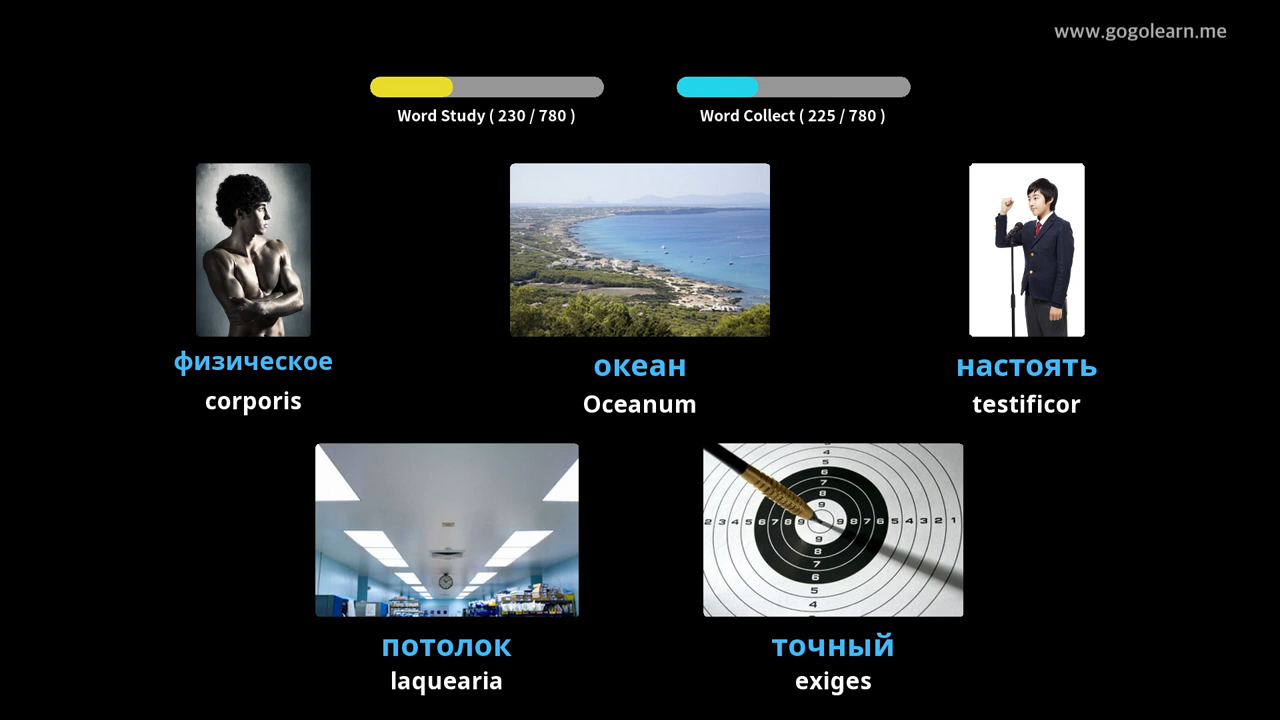 www.gogolearn.me
Word Study ( 230 / 780 )
Word Collect ( 225 / 780 )
физическое
corporis
океан
Oceanum
настоять
testificor
потолок
laquearia
точный
exiges